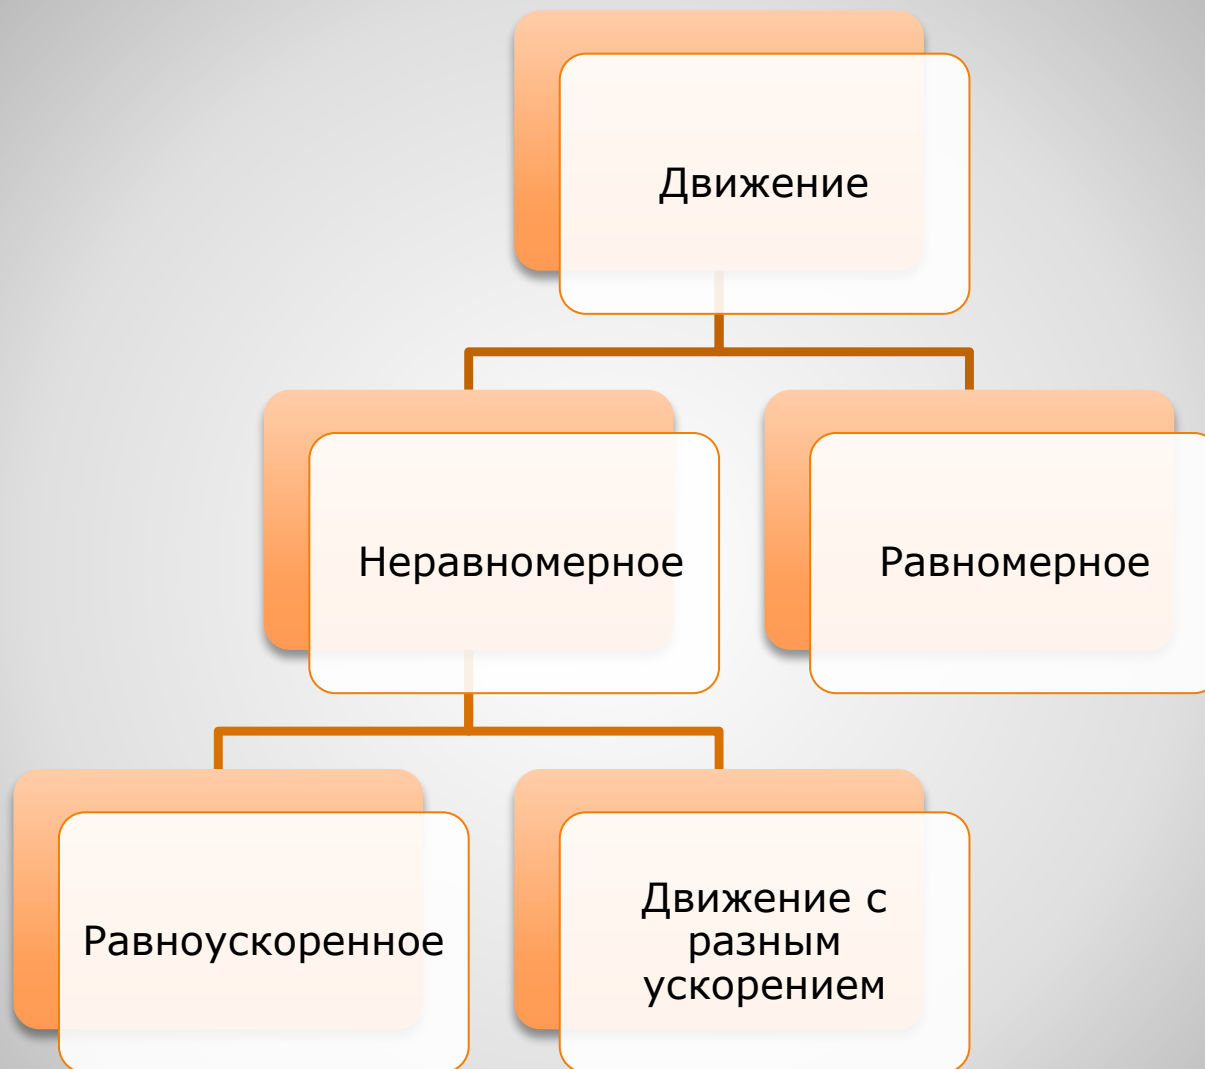 Движение
Неравномерное
Равномерное
Равноускоренное
Движение с
разным
ускорением